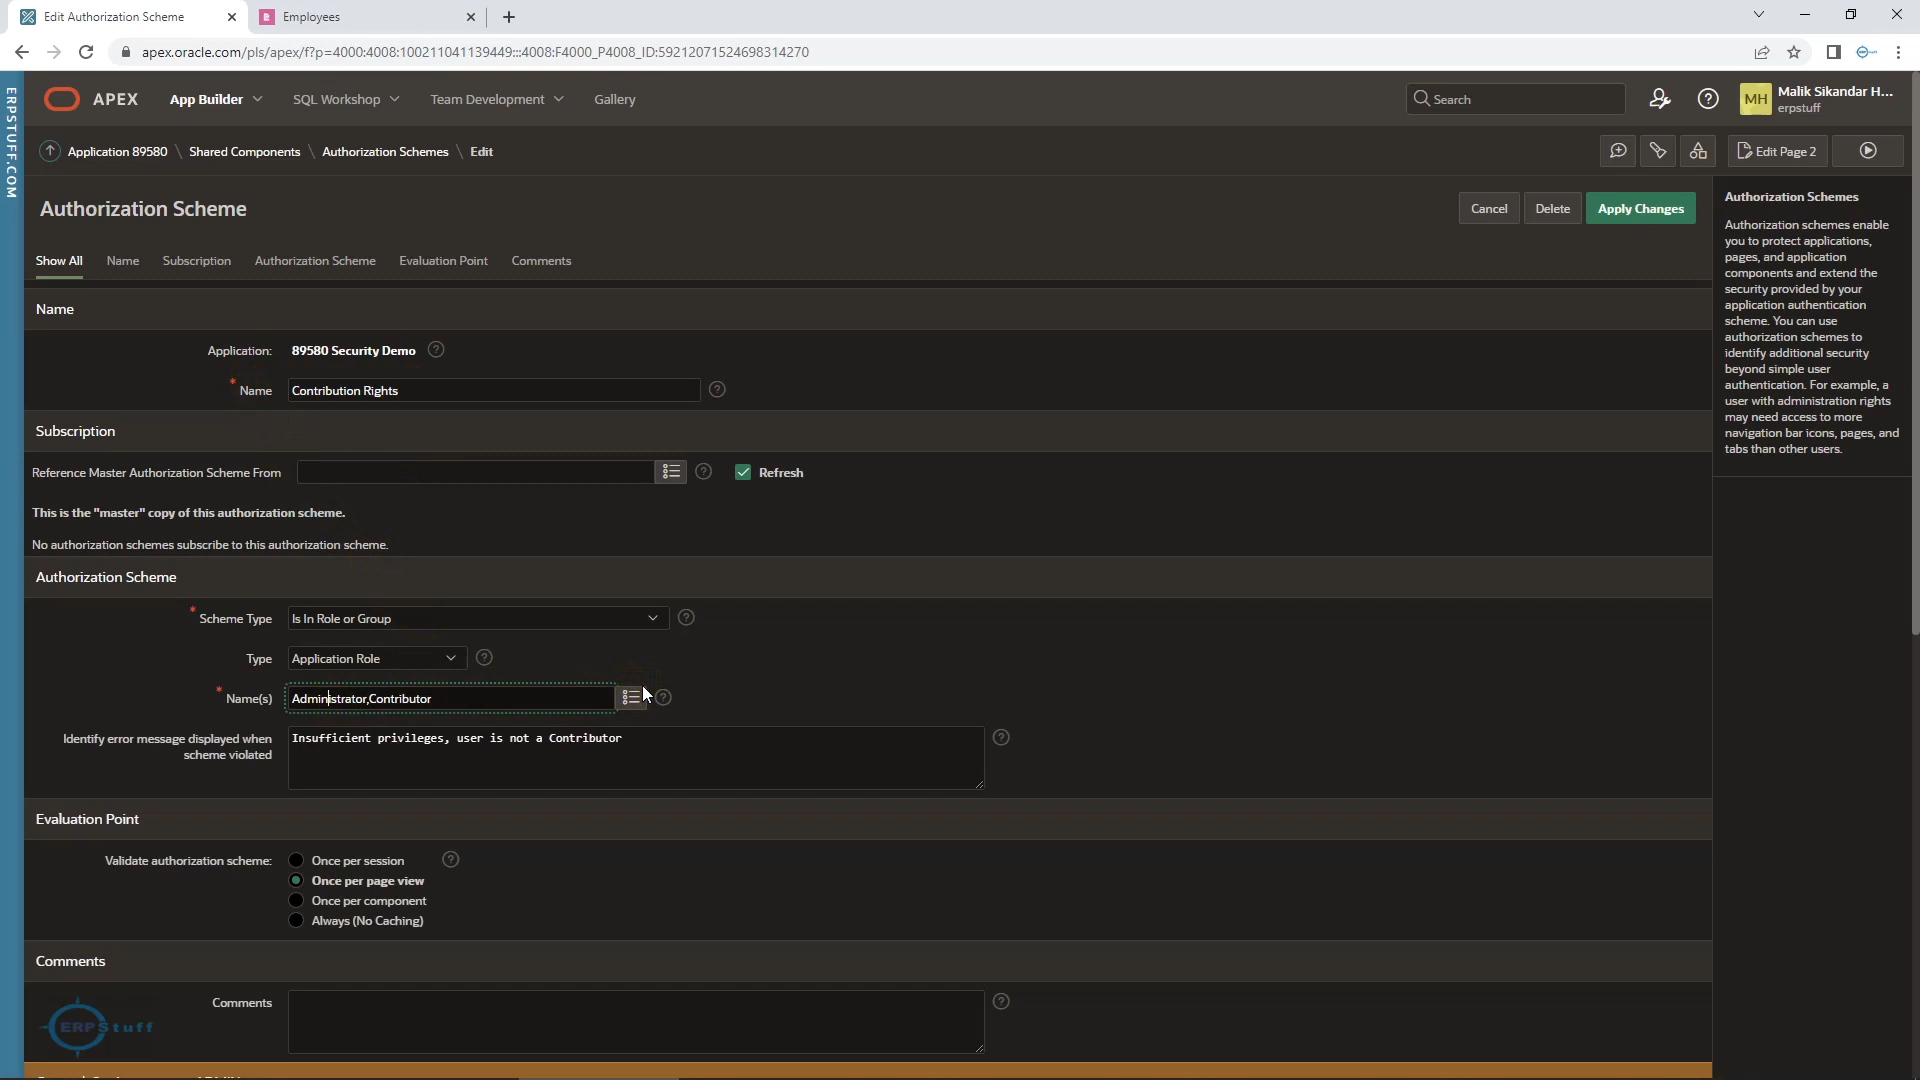 Edit Authorization Scheme
Employees
apex.oracle.com/pls/apex/f?p=4000:4008:100211041139449:::4008:F4000_P4008_ID:59212071524698314270
ERPSTUFF.COM
APEX
App Builder
SQL Workshop
Team Development
Gallery
Search
MH
Malik Sikandar H...
erpstuff
Application 89580 \ Shared Components \ Authorization Schemes \ Edit
Edit Page 2
Authorization Scheme
Cancel
Delete
Apply Changes
Show All
Name
Subscription
Authorization Scheme
Evaluation Point
Comments
Name
Application: 89580 Security Demo
* Name Contribution Rights
Subscription
Reference Master Authorization Scheme From
Refresh
This is the "master" copy of this authorization scheme.
No authorization schemes subscribe to this authorization scheme.
Authorization Scheme
* Scheme Type Is In Role or Group
Type Application Role
* Name(s) Administrator,Contributor
Identify error message displayed when
scheme violated
Insufficient privileges, user is not a Contributor
Evaluation Point
Validate authorization scheme:
Once per session
Once per page view
Once per component
Always (No Caching)
Comments
Comments
ERPStuff
Authorization Schemes
Authorization schemes enable
you to protect applications,
pages, and application
components and extend the
security provided by your
application authentication
scheme. You can use
authorization schemes to
identify additional security
beyond simple user
authentication. For example, a
user with administration rights
may need access to more
navigation bar icons, pages, and
tabs than other users.